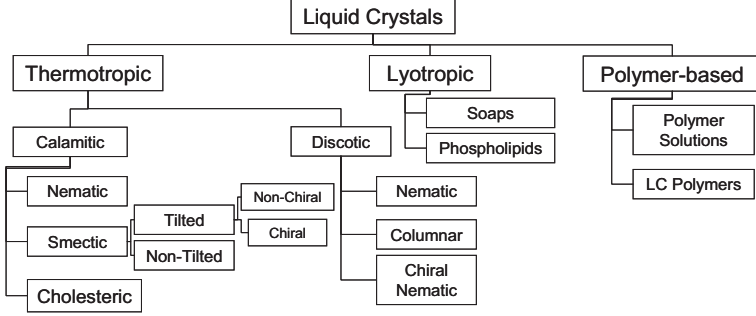 Liquid Crystals
Thermotropic
Lyotropic
Polymer-based
Soaps
Phospholipids
Polymer
Solutions
LC Polymers
Calamitic
Discotic
Nematic
Smectic
Cholesteric
Tilted
Non-Tilted
Non-Chiral
Chiral
Nematic
Columnar
Chiral
Nematic